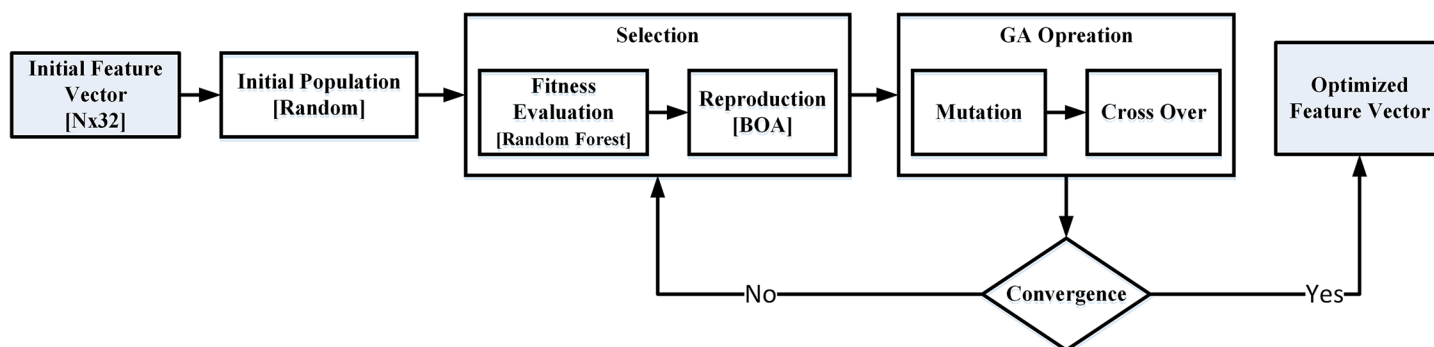 Initial Feature
Vector
[Nx32]
Initial Population
[Random]
Selection
Fitness
Evaluation
[Random Forest]
Reproduction
[BOA]
GA Opreation
Mutation
Cross Over
Optimized
Feature Vector
Convergence
No
Yes